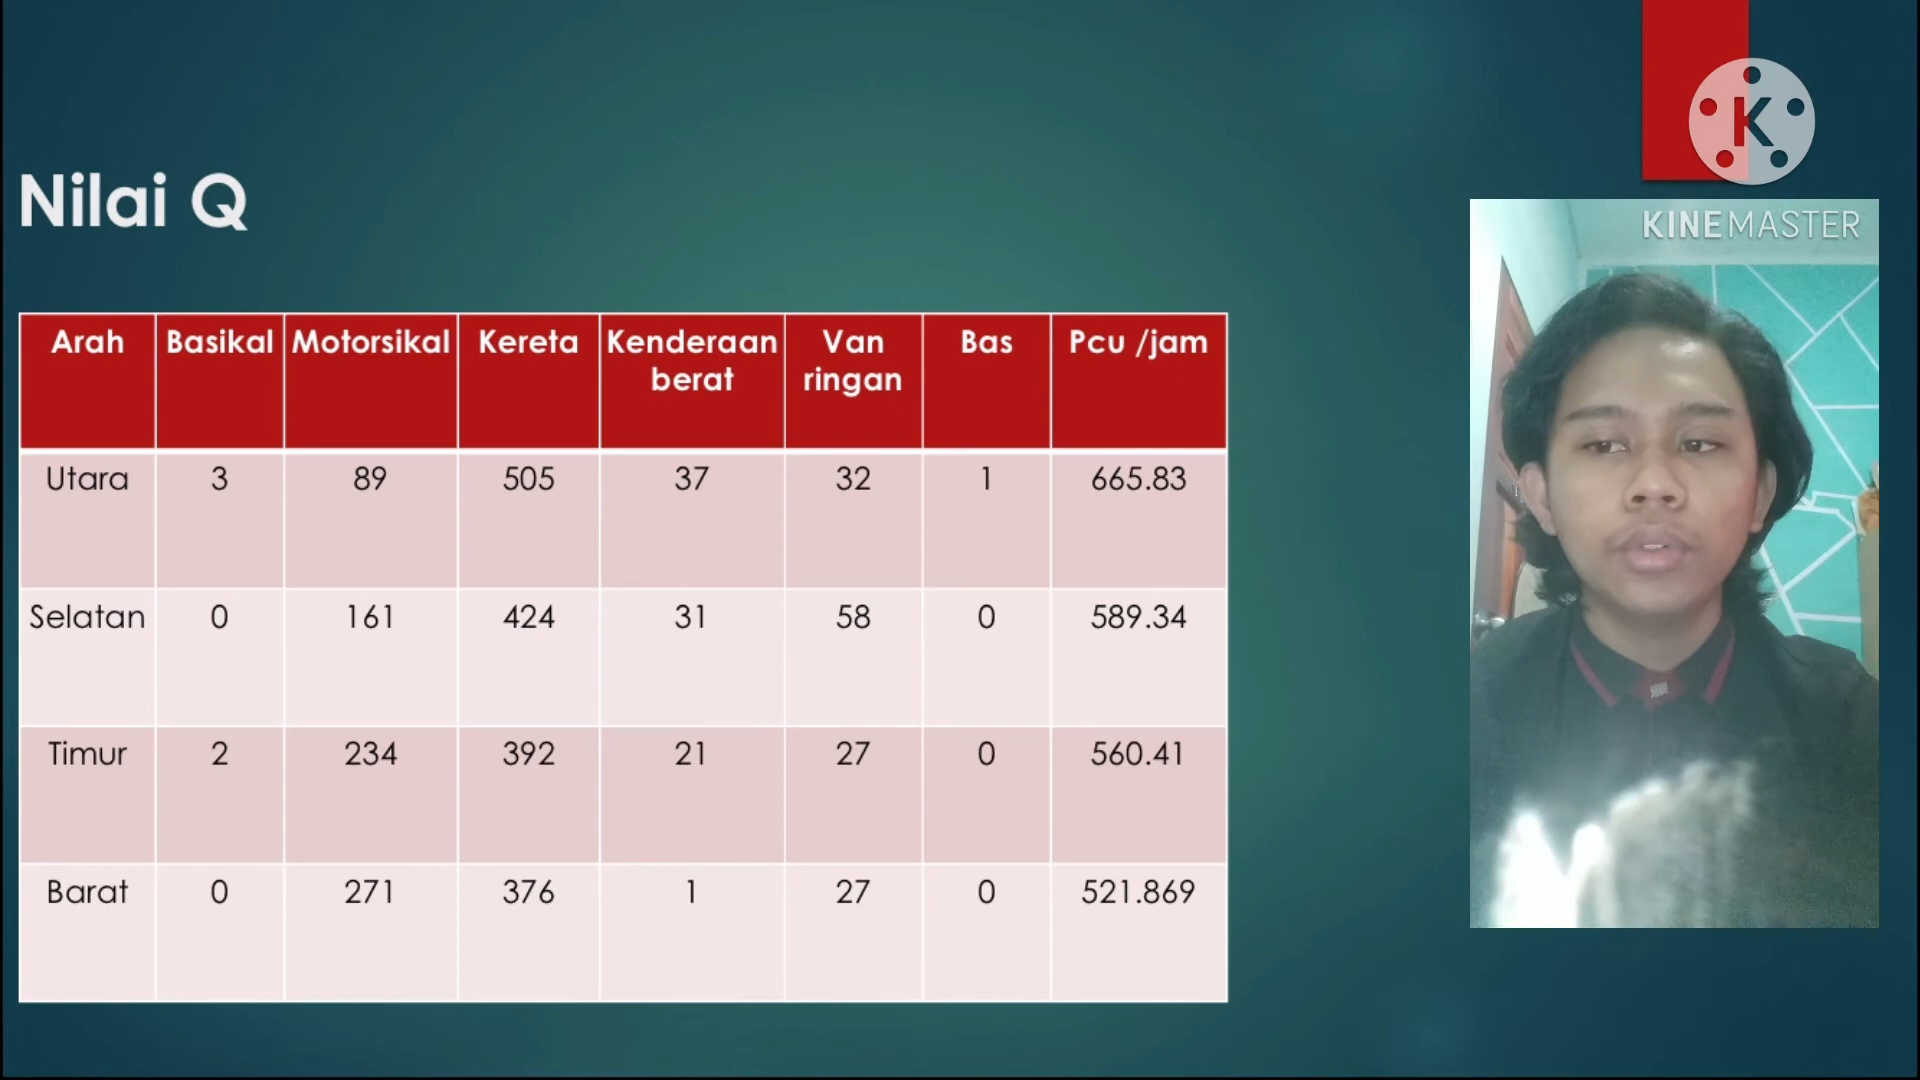 K
KINEMASTER
Nilai Q
Arah Basikal Motorsikal Kereta Kenderaan berat Van ringan Bas Pcu /jam
Utara 3 89 505 37 32 1 665.83
Selatan 0 161 424 31 58 0 589.34
Timur 2 234 392 21 27 0 560.41
Barat 0 271 376 1 27 0 521.869